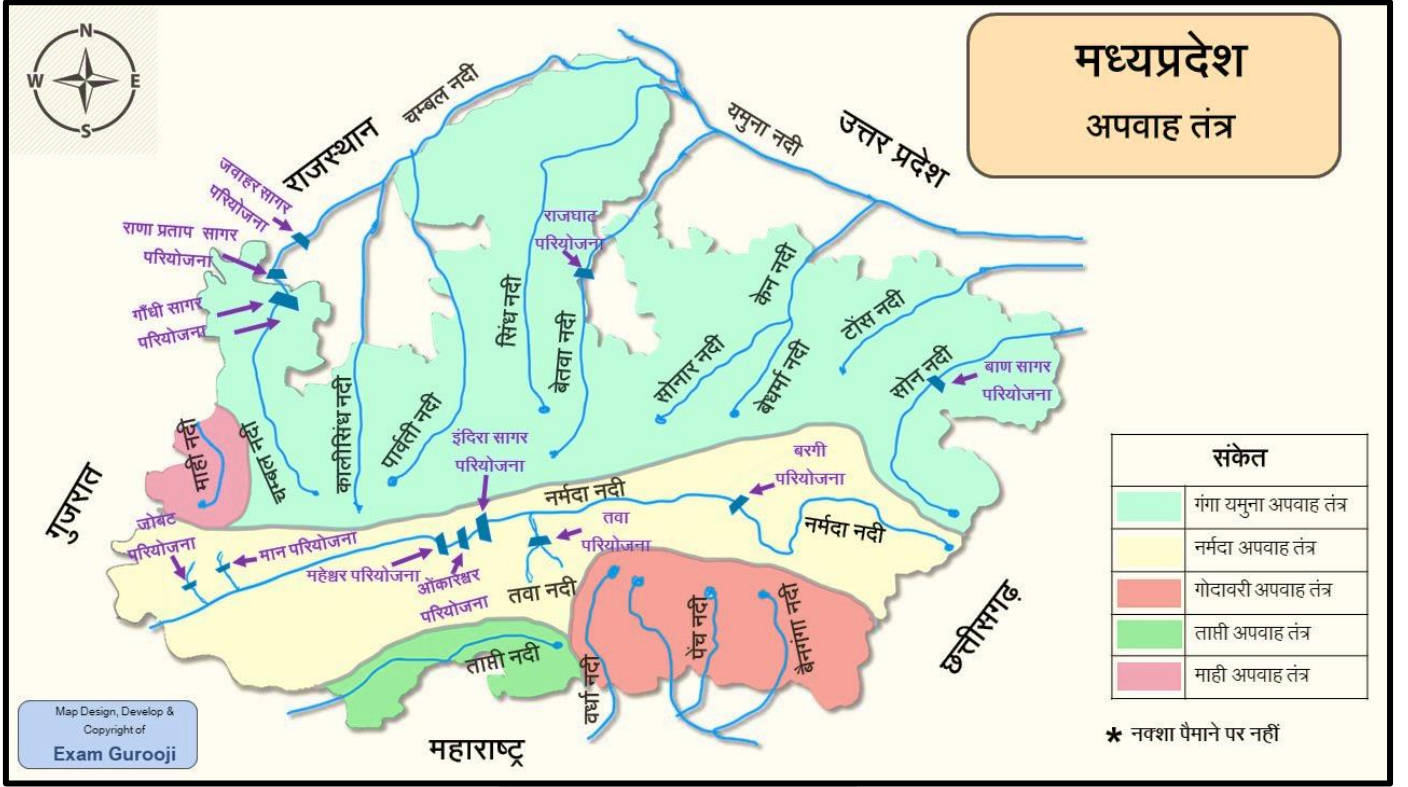 N
W
E
S
मध्यप्रदेश
अपवाह तंत्र
राजस्थान
चम्बल नदी
यमुना नदी
उत्तर प्रदेश
जवाहर सागर
परियोजना
राणा प्रताप सागर
परियोजना
गाँधी सागर
परियोजना
राजघाट
परियोजना
सिंध नदी
बेतवा नदी
केन नदी
सोनार नदी
बेधर्मा नदी
टोंस नदी
सोन नदी
बाण सागर
परियोजना
माही नदी
चम्बल नदी
कालीसिंध नदी
पार्वती नदी
इंदिरा सागर
परियोजना
बरगी
परियोजना
नर्मदा नदी
नर्मदा नदी
गुजरात
जोबट
परियोजना
मान परियोजना
महेश्वर परियोजना
ओंकारेश्वर
परियोजना
तवा
परियोजना
तवा नदी
ताप्ती नदी
वर्धा नदी
पेंच नदी
बैनगंगा नदी
छत्तीसगढ़
महाराष्ट्र
संकेत
गंगा यमुना अपवाह तंत्र
नर्मदा अपवाह तंत्र
गोदावरी अपवाह तंत्र
ताप्ती अपवाह तंत्र
माही अपवाह तंत्र
* नक्शा पैमाने पर नहीं
Map Design, Develop &
Copyright of
Exam Gurooji